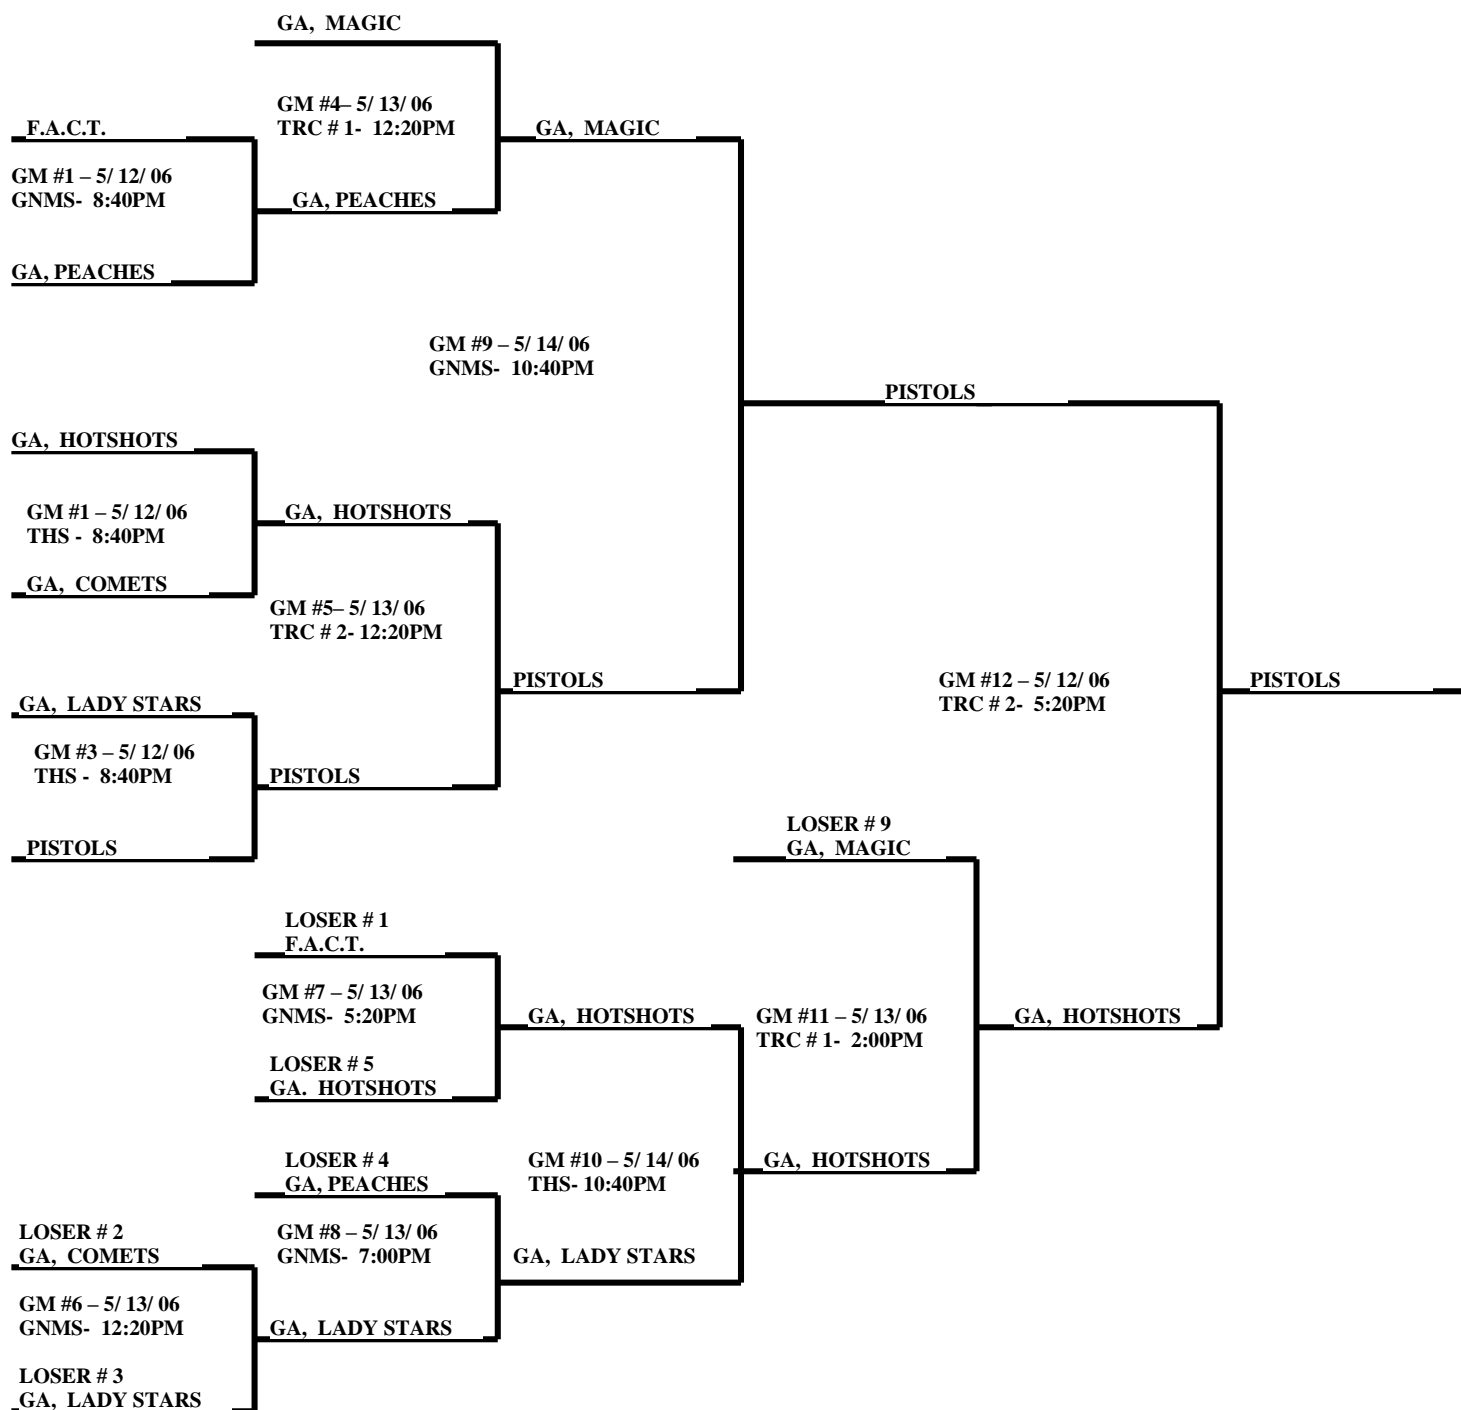 GA,  MAGIC
GM #4– 5/ 13/ 06
TRC # 1-  12:20PM
F.A.C.T.
GA,  MAGIC
GM #1 – 5/ 12/ 06
GNMS-  8:40PM
GA, PEACHES
GA, PEACHES
GM #9 – 5/ 14/ 06
GNMS-  10:40PM
PISTOLS
GA,  HOTSHOTS
GM #1 – 5/ 12/ 06
THS -  8:40PM
GA,  HOTSHOTS
GA,  COMETS
GM #5– 5/ 13/ 06
TRC # 2- 12:20PM
PISTOLS
GM #12 – 5/ 12/ 06
TRC # 2-  5:20PM
PISTOLS
GA,  LADY STARS
GM #3 – 5/ 12/ 06
THS -  8:40PM
PISTOLS
PISTOLS
LOSER # 9
GA,  MAGIC
LOSER # 1
F.A.C.T.
GM #7 – 5/ 13/ 06
GNMS-  5:20PM
GA,  HOTSHOTS
GM #11 – 5/ 13/ 06
TRC # 1-  2:00PM
GA,  HOTSHOTS
LOSER # 5
GA.  HOTSHOTS
LOSER # 4
GA, PEACHES
GM #10 – 5/ 14/ 06
THS- 10:40PM
GA,  HOTSHOTS
LOSER # 2
GA,  COMETS
GM #8 – 5/ 13/ 06
GNMS-  7:00PM
GA,  LADY STARS
GM #6 – 5/ 13/ 06
GNMS-  12:20PM
GA,  LADY STARS
LOSER # 3
GA,  LADY STARS